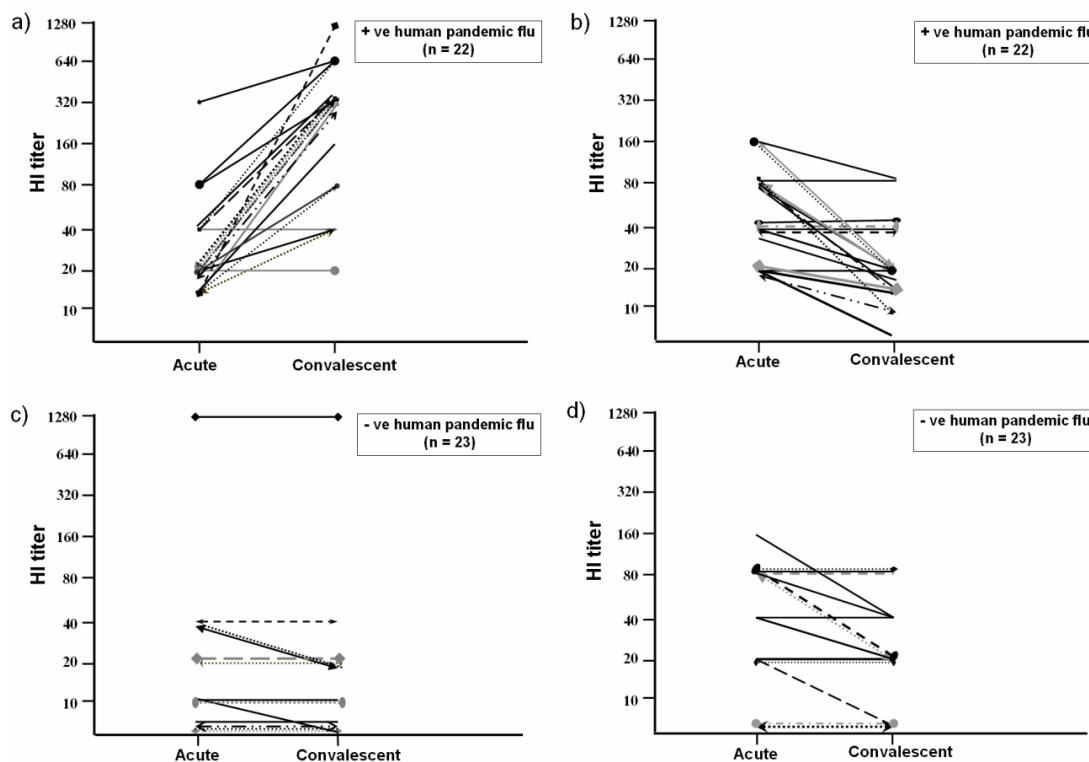 a)
HI titer
1280
640
320
160
80
40
20
10
+ ve human pandemic flu
(n = 22)
Acute
Convalescent
b)
HI titer
1280
640
320
160
80
40
20
10
+ ve human pandemic flu
(n = 22)
Acute
Convalescent
c)
HI titer
1280
640
320
160
80
40
20
10
- ve human pandemic flu
(n = 23)
Acute
Convalescent
d)
HI titer
1280
640
320
160
80
40
20
10
- ve human pandemic flu
(n = 23)
Acute
Convalescent